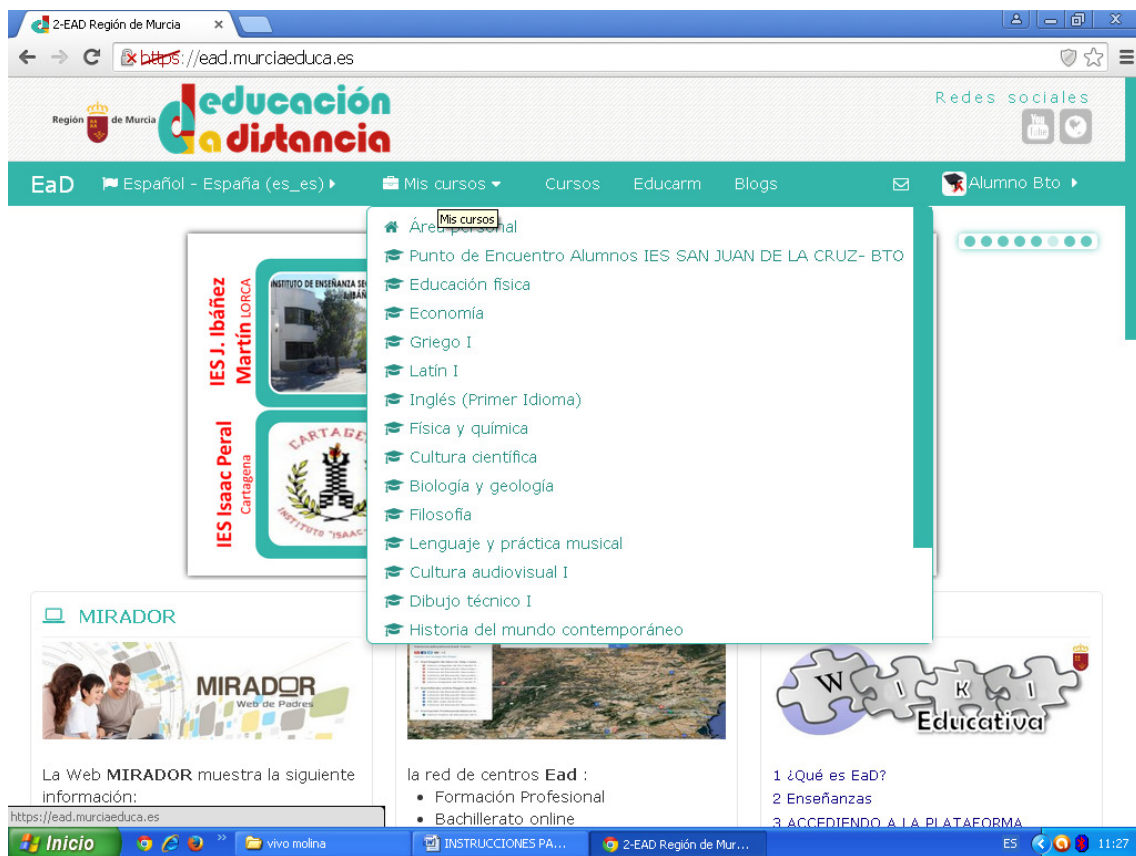 2-EAD Región de Murcia
https://ead.murciaeduca.es
Región de Murcia
educación
a distancia
Redes sociales
You
Tube
EaD
Español - España (es_es)
Mis cursos
Cursos
Educarm
Blogs
Alumno Bto
Mis cursos
Área personal
Punto de Encuentro Alumnos IES SAN JUAN DE LA CRUZ- BTO
Educación física
Economía
Griego I
Latín I
Inglés (Primer Idioma)
Física y química
Cultura científica
Biología y geología
Filosofía
Lenguaje y práctica musical
Cultura audiovisual I
Dibujo técnico I
Historia del mundo contemporáneo
IES J. Ibáñez
Martín LORCA
INSTITUTO DE ENSEÑANZA
IES Isaac Peral
Cartagena
MIRADOR
MIRADOR
Web de Padres
La Web MIRADOR muestra la siguiente
información:
la red de centros Ead :
Formación Profesional
Bachillerato online
WIKI
Educativa
1 ¿Qué es EaD?
2 Enseñanzas
3 ACCEDIENDO A LA PLATAFORMA
https://ead.murciaeduca.es
Inicio
vivo molina
INSTRUCCIONES PA...
2-EAD Región de Mur...
ES
11:27